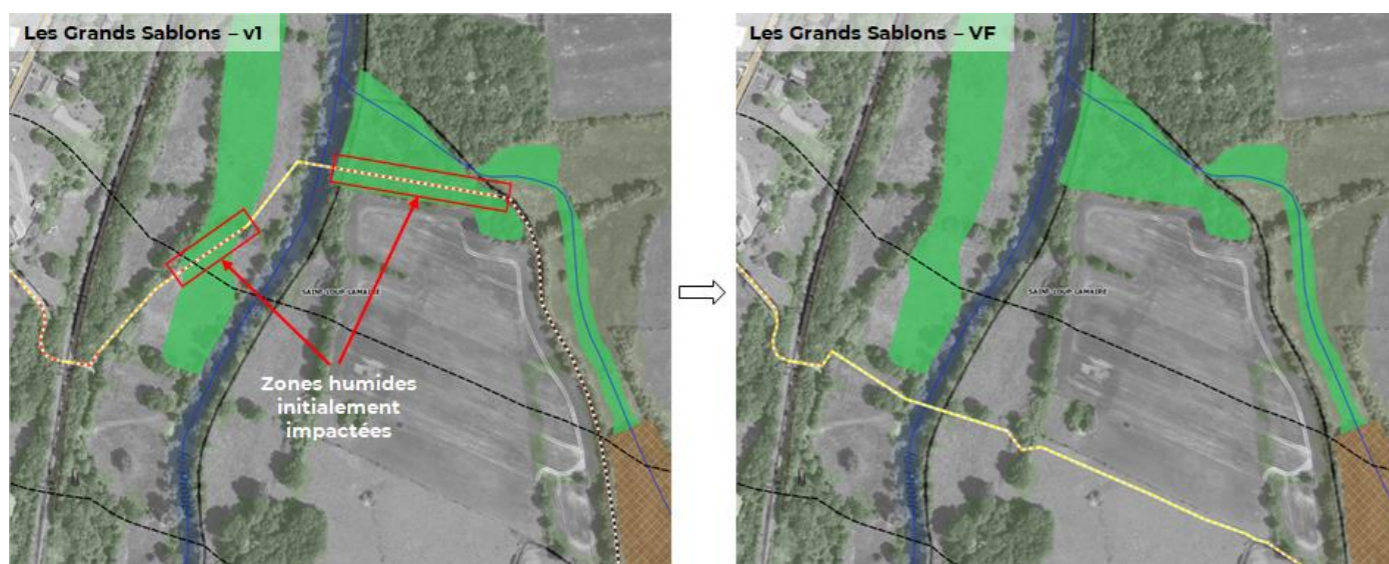 Les Grands Sablons – v1
SAINT-LOUP-LAMAIRE
Zones humides
initialement
impactées
Les Grands Sablons – VF
SAINT-LOUP-LAMAIRE